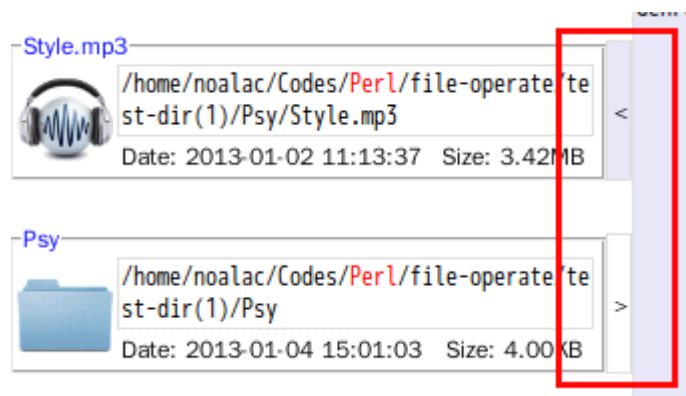 Style.mp3
/home/noalac/Codes/Perl/file-operate/te
st-dir(1)/Psy/Style.mp3
<
Date: 2013-01-02 11:13:37 Size: 3.42MB
Psy
/home/noalac/Codes/Perl/file-operate/te
st-dir(1)/Psy
>
Date: 2013-01-04 15:01:03 Size: 4.00KB